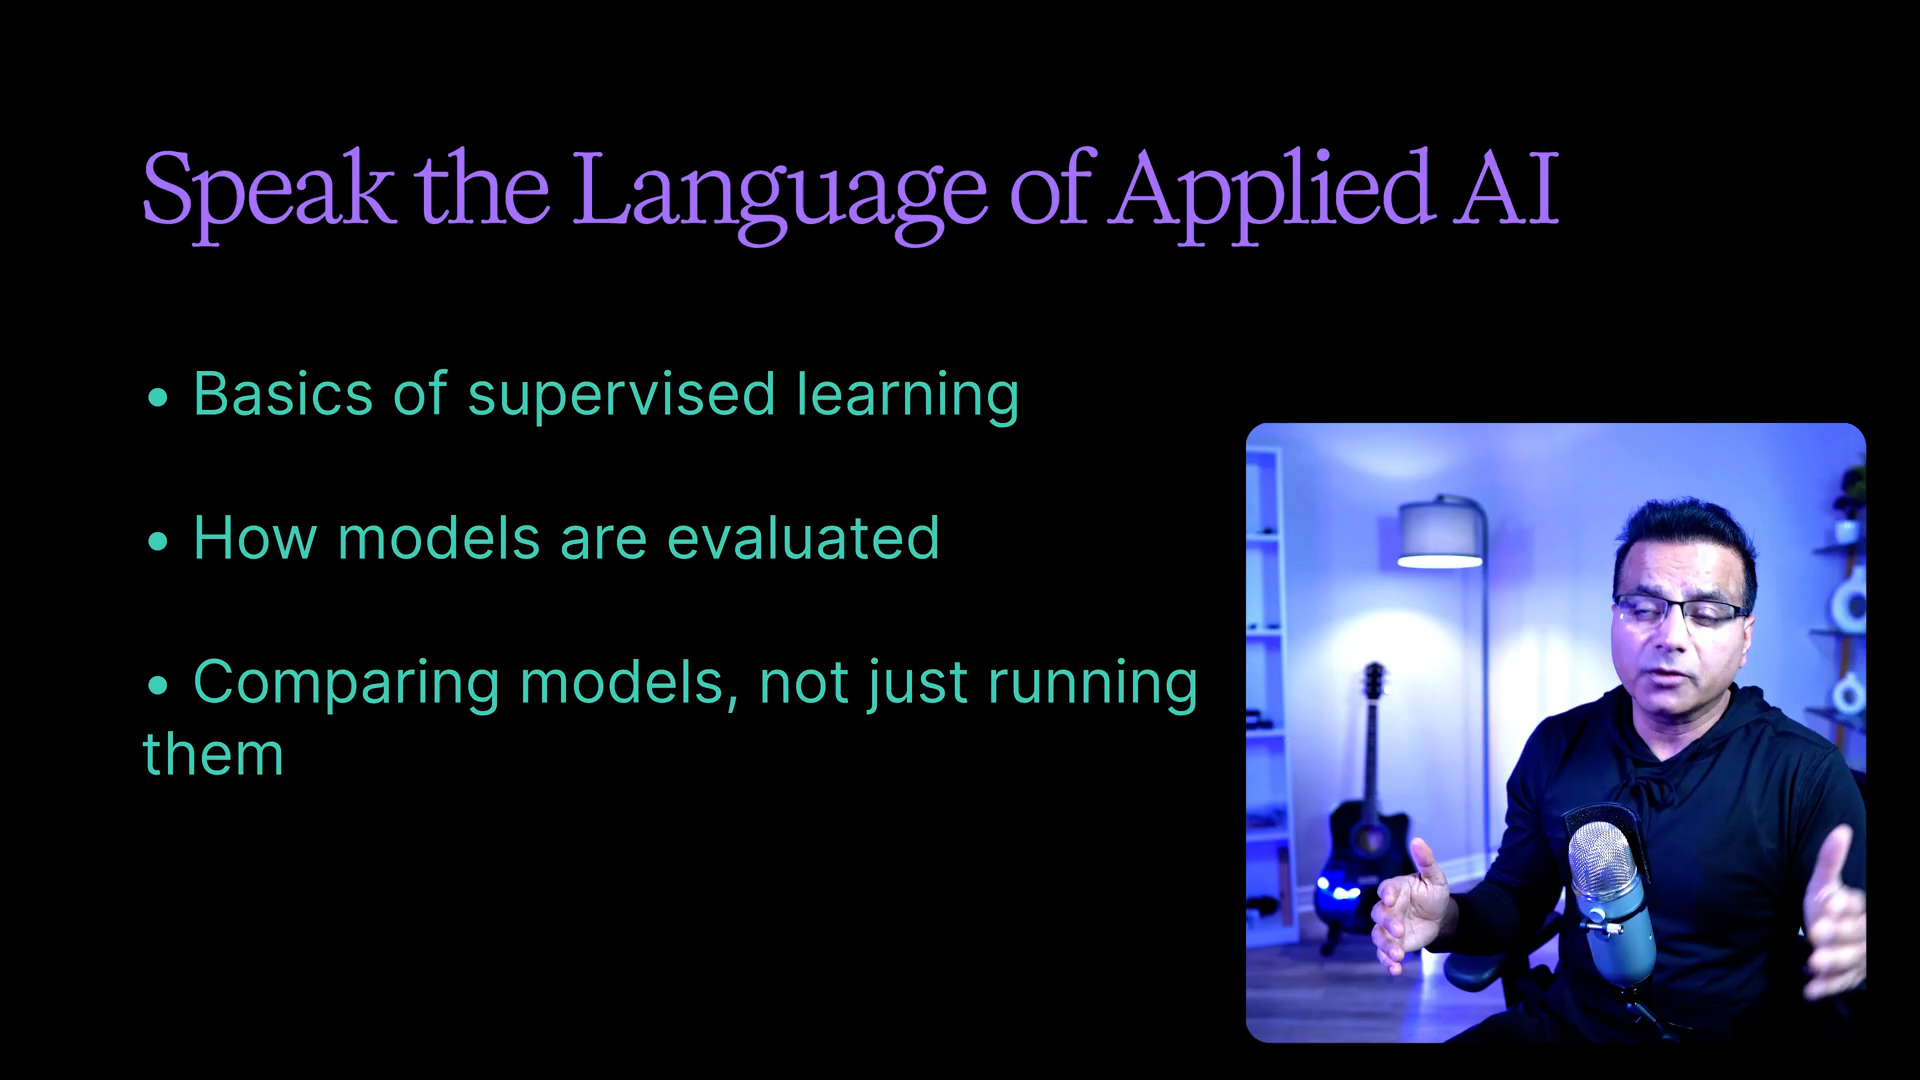 Speak the Language of Applied AI
• Basics of supervised learning
• How models are evaluated
• Comparing models, not just running
them